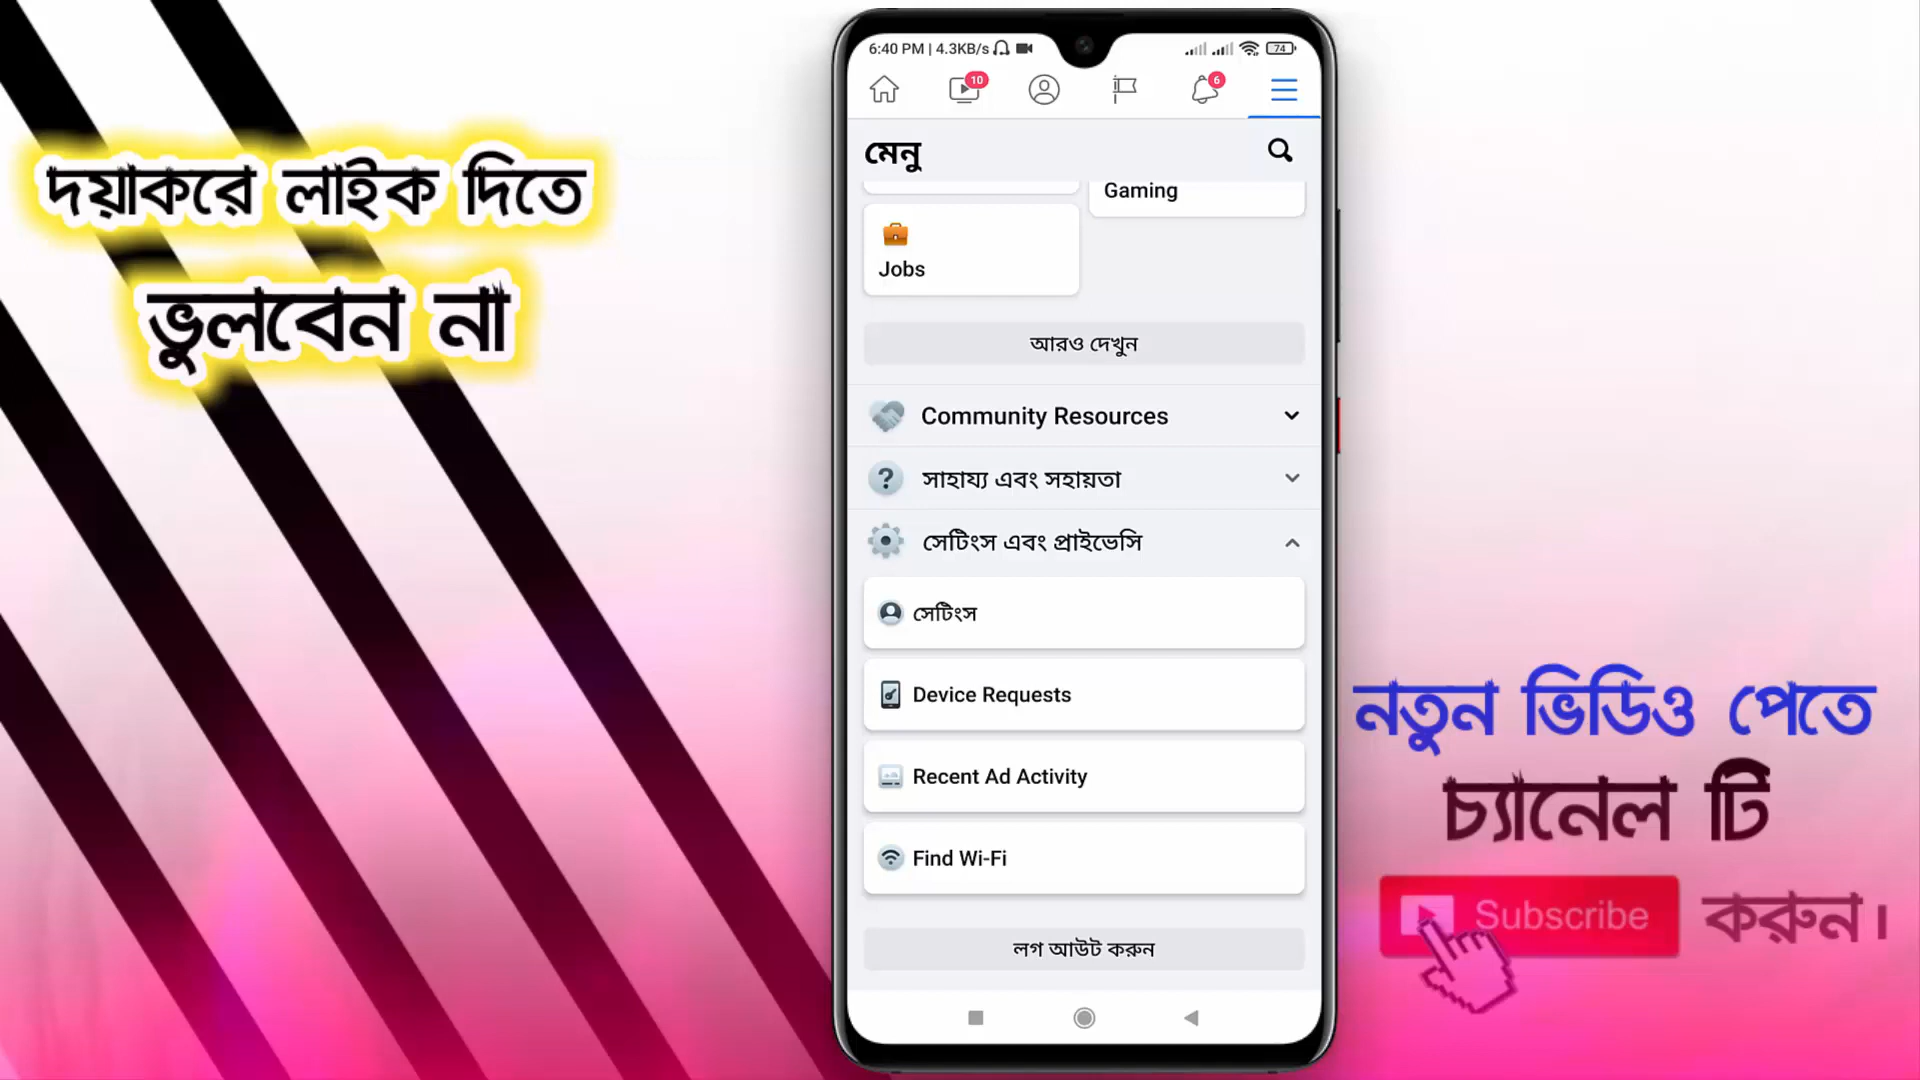 দয়াকরে লাইক দিতে
ভুলবেন না
6:40 PM | 4.3KB/s
74
10
6
মেনু
Gaming
Jobs
আরও দেখুন
Community Resources
সাহায্য এবং সহায়তা
সেটিংস এবং প্রাইভেসি
সেটিংস
Device Requests
Recent Ad Activity
Find Wi-Fi
লগ আউট করুন
নতুন ভিডিও পেতে
চ্যানেল টি
Subscribe করুন।